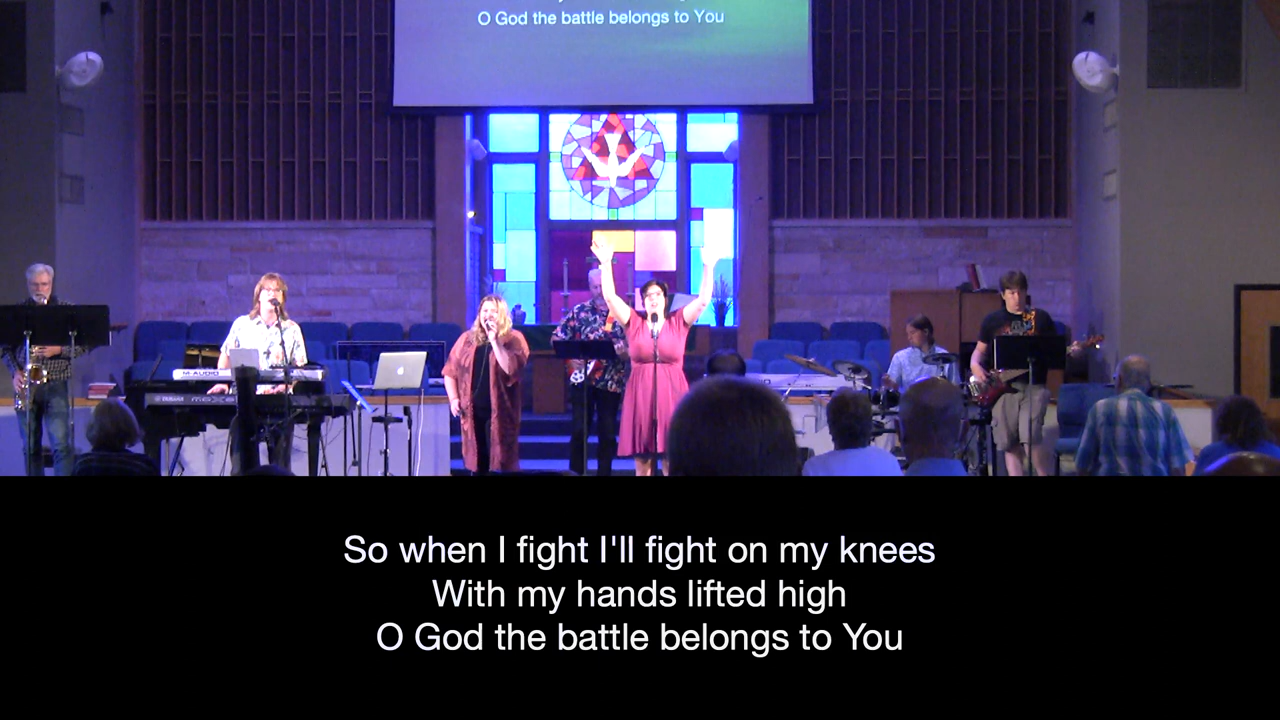 O God the battle belongs to You
M-AUDIO
So when I fight I'll fight on my knees
With my hands lifted high
O God the battle belongs to You